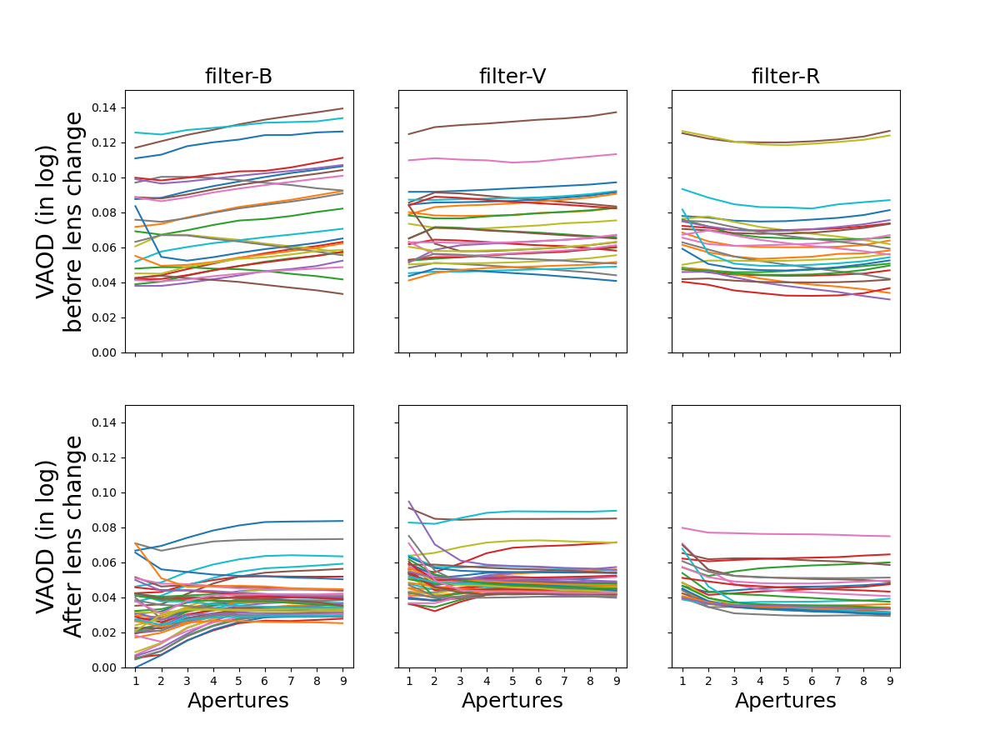 filter-B
filter-V
filter-R
VAOD (in log)
before lens change
0.14
0.12
0.10
0.08
0.06
0.04
0.02
0.00
VAOD (in log)
After lens change
0.14
0.12
0.10
0.08
0.06
0.04
0.02
0.00
1 2 3 4 5 6 7 8 9
1 2 3 4 5 6 7 8 9
1 2 3 4 5 6 7 8 9
Apertures
Apertures
Apertures